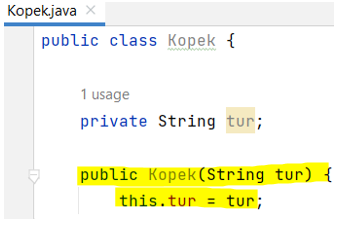 Kopek.java ×
public class Kopek {
1 usage
private String tur;
public Kopek(String tur) {
this.tur = tur;